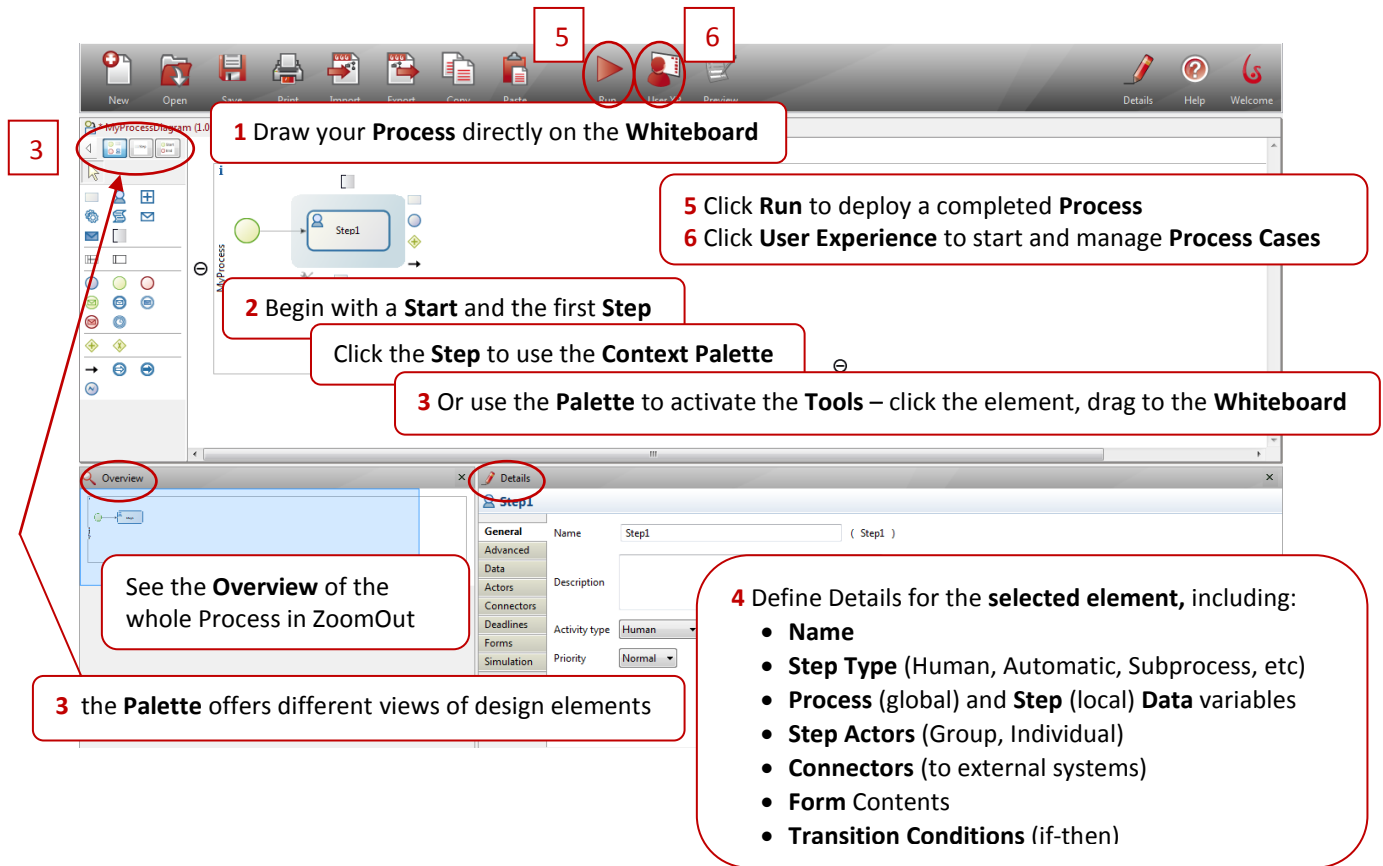 5
6
New
Open
Save
Print
Import
Export
Copy
Paste
Run
User XP
Preview
Details
Help
Welcome
* MyProcessDiagram (1.0
3
1 Draw your Process directly on the Whiteboard
5 Click Run to deploy a completed Process
6 Click User Experience to start and manage Process Cases
Step1
MyProcess
2 Begin with a Start and the first Step
Click the Step to use the Context Palette
3 Or use the Palette to activate the Tools – click the element, drag to the Whiteboard
Overview
Details
Step1
General
Name
Step1
( Step1 )
Advanced
Data
Actors
Description
Connectors
Deadlines
Activity type
Human
Forms
Simulation
Priority
Normal
See the Overview of the
whole Process in ZoomOut
3 the Palette offers different views of design elements
4 Define Details for the selected element, including:
• Name
• Step Type (Human, Automatic, Subprocess, etc)
• Process (global) and Step (local) Data variables
• Step Actors (Group, Individual)
• Connectors (to external systems)
• Form Contents
• Transition Conditions (if-then)